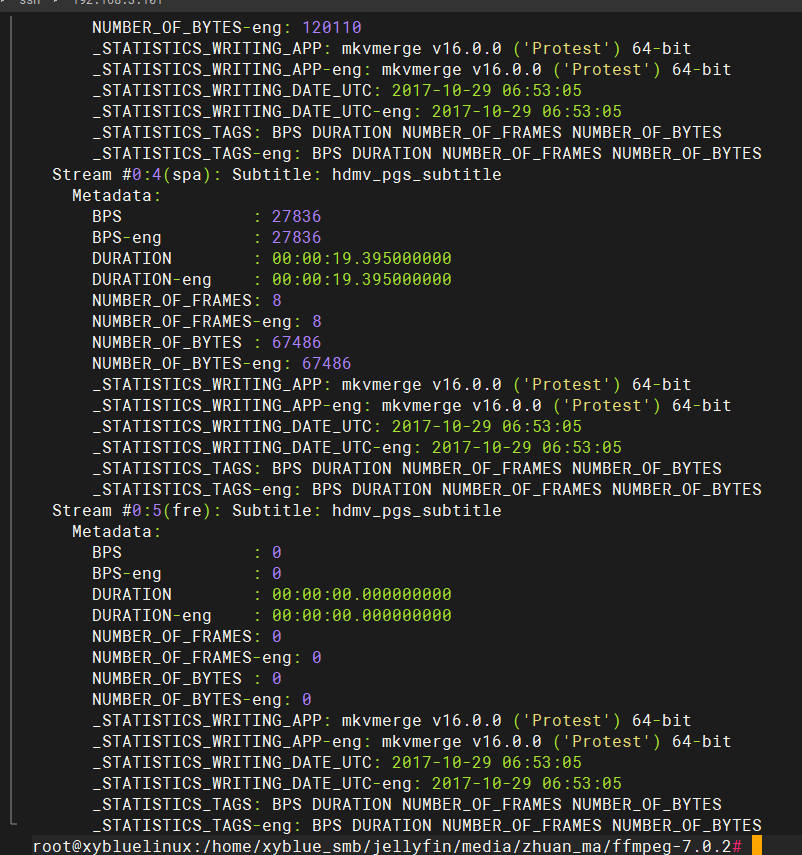 ssh 192.168.3.101
NUMBER_OF_BYTES-eng: 120110
_STATISTICS_WRITING_APP: mkvmerge v16.0.0 ('Protest') 64-bit
_STATISTICS_WRITING_APP-eng: mkvmerge v16.0.0 ('Protest') 64-bit
_STATISTICS_WRITING_DATE_UTC: 2017-10-29 06:53:05
_STATISTICS_WRITING_DATE_UTC-eng: 2017-10-29 06:53:05
_STATISTICS_TAGS: BPS DURATION NUMBER_OF_FRAMES NUMBER_OF_BYTES
_STATISTICS_TAGS-eng: BPS DURATION NUMBER_OF_FRAMES NUMBER_OF_BYTES
Stream #0:4(spa): Subtitle: hdmv_pgs_subtitle
Metadata:
BPS : 27836
BPS-eng : 27836
DURATION : 00:00:19.395000000
DURATION-eng : 00:00:19.395000000
NUMBER_OF_FRAMES: 8
NUMBER_OF_FRAMES-eng: 8
NUMBER_OF_BYTES : 67486
NUMBER_OF_BYTES-eng: 67486
_STATISTICS_WRITING_APP: mkvmerge v16.0.0 ('Protest') 64-bit
_STATISTICS_WRITING_APP-eng: mkvmerge v16.0.0 ('Protest') 64-bit
_STATISTICS_WRITING_DATE_UTC: 2017-10-29 06:53:05
_STATISTICS_WRITING_DATE_UTC-eng: 2017-10-29 06:53:05
_STATISTICS_TAGS: BPS DURATION NUMBER_OF_FRAMES NUMBER_OF_BYTES
_STATISTICS_TAGS-eng: BPS DURATION NUMBER_OF_FRAMES NUMBER_OF_BYTES
Stream #0:5(fre): Subtitle: hdmv_pgs_subtitle
Metadata:
BPS : 0
BPS-eng : 0
DURATION : 00:00:00.000000000
DURATION-eng : 00:00:00.000000000
NUMBER_OF_FRAMES: 0
NUMBER_OF_FRAMES-eng: 0
NUMBER_OF_BYTES : 0
NUMBER_OF_BYTES-eng: 0
_STATISTICS_WRITING_APP: mkvmerge v16.0.0 ('Protest') 64-bit
_STATISTICS_WRITING_APP-eng: mkvmerge v16.0.0 ('Protest') 64-bit
_STATISTICS_WRITING_DATE_UTC: 2017-10-29 06:53:05
_STATISTICS_WRITING_DATE_UTC-eng: 2017-10-29 06:53:05
_STATISTICS_TAGS: BPS DURATION NUMBER_OF_FRAMES NUMBER_OF_BYTES
_STATISTICS_TAGS-eng: BPS DURATION NUMBER_OF_FRAMES NUMBER_OF_BYTES
root@xybluelinux:/home/xyblue_smb/jellyfin/media/zhuan_ma/ffmpeg-7.0.2#